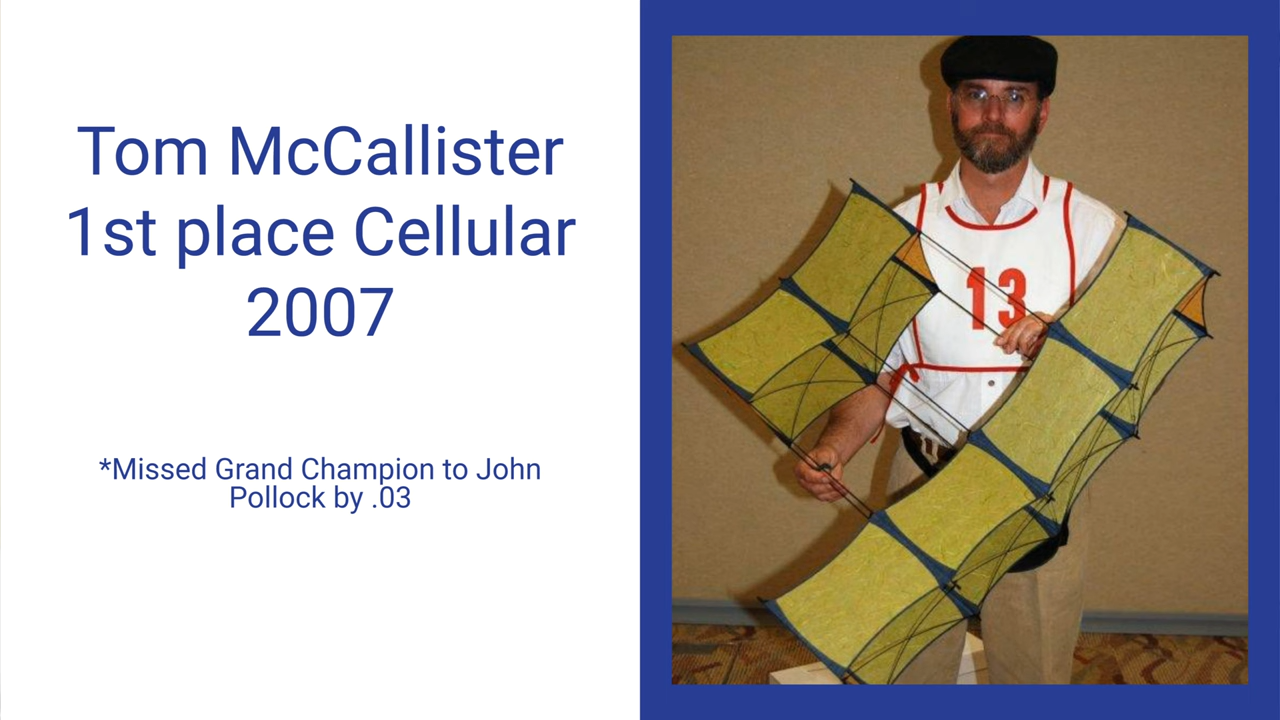 Tom McCallister
1st place Cellular
2007
*Missed Grand Champion to John
Pollock by .03
13